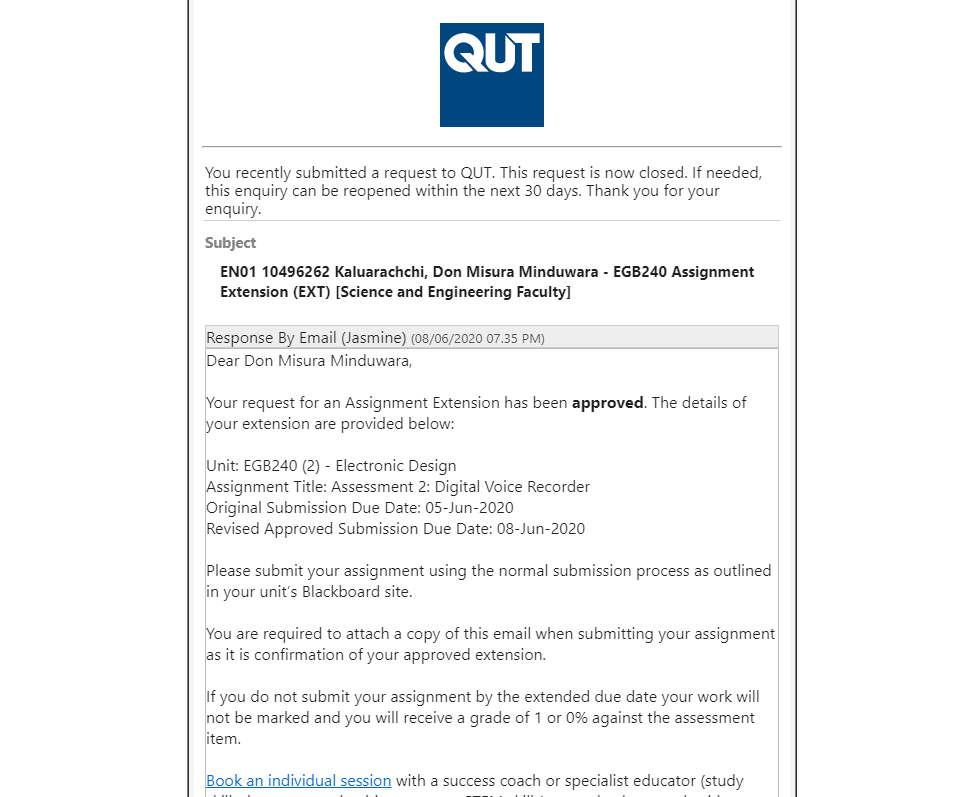 QUT
You recently submitted a request to QUT. This request is now closed. If needed,
this enquiry can be reopened within the next 30 days. Thank you for your
enquiry.
Subject
EN01 10496262 Kaluarachchi, Don Misura Minduwara - EGB240 Assignment
Extension (EXT) [Science and Engineering Faculty]
Response By Email (Jasmine) (08/06/2020 07.35 PM)
Dear Don Misura Minduwara,
Your request for an Assignment Extension has been approved. The details of
your extension are provided below:
Unit: EGB240 (2) - Electronic Design
Assignment Title: Assessment 2: Digital Voice Recorder
Original Submission Due Date: 05-Jun-2020
Revised Approved Submission Due Date: 08-Jun-2020
Please submit your assignment using the normal submission process as outlined
in your unit’s Blackboard site.
You are required to attach a copy of this email when submitting your assignment
as it is confirmation of your approved extension.
If you do not submit your assignment by the extended due date your work will
not be marked and you will receive a grade of 1 or 0% against the assessment
item.
Book an individual session with a success coach or specialist educator (study